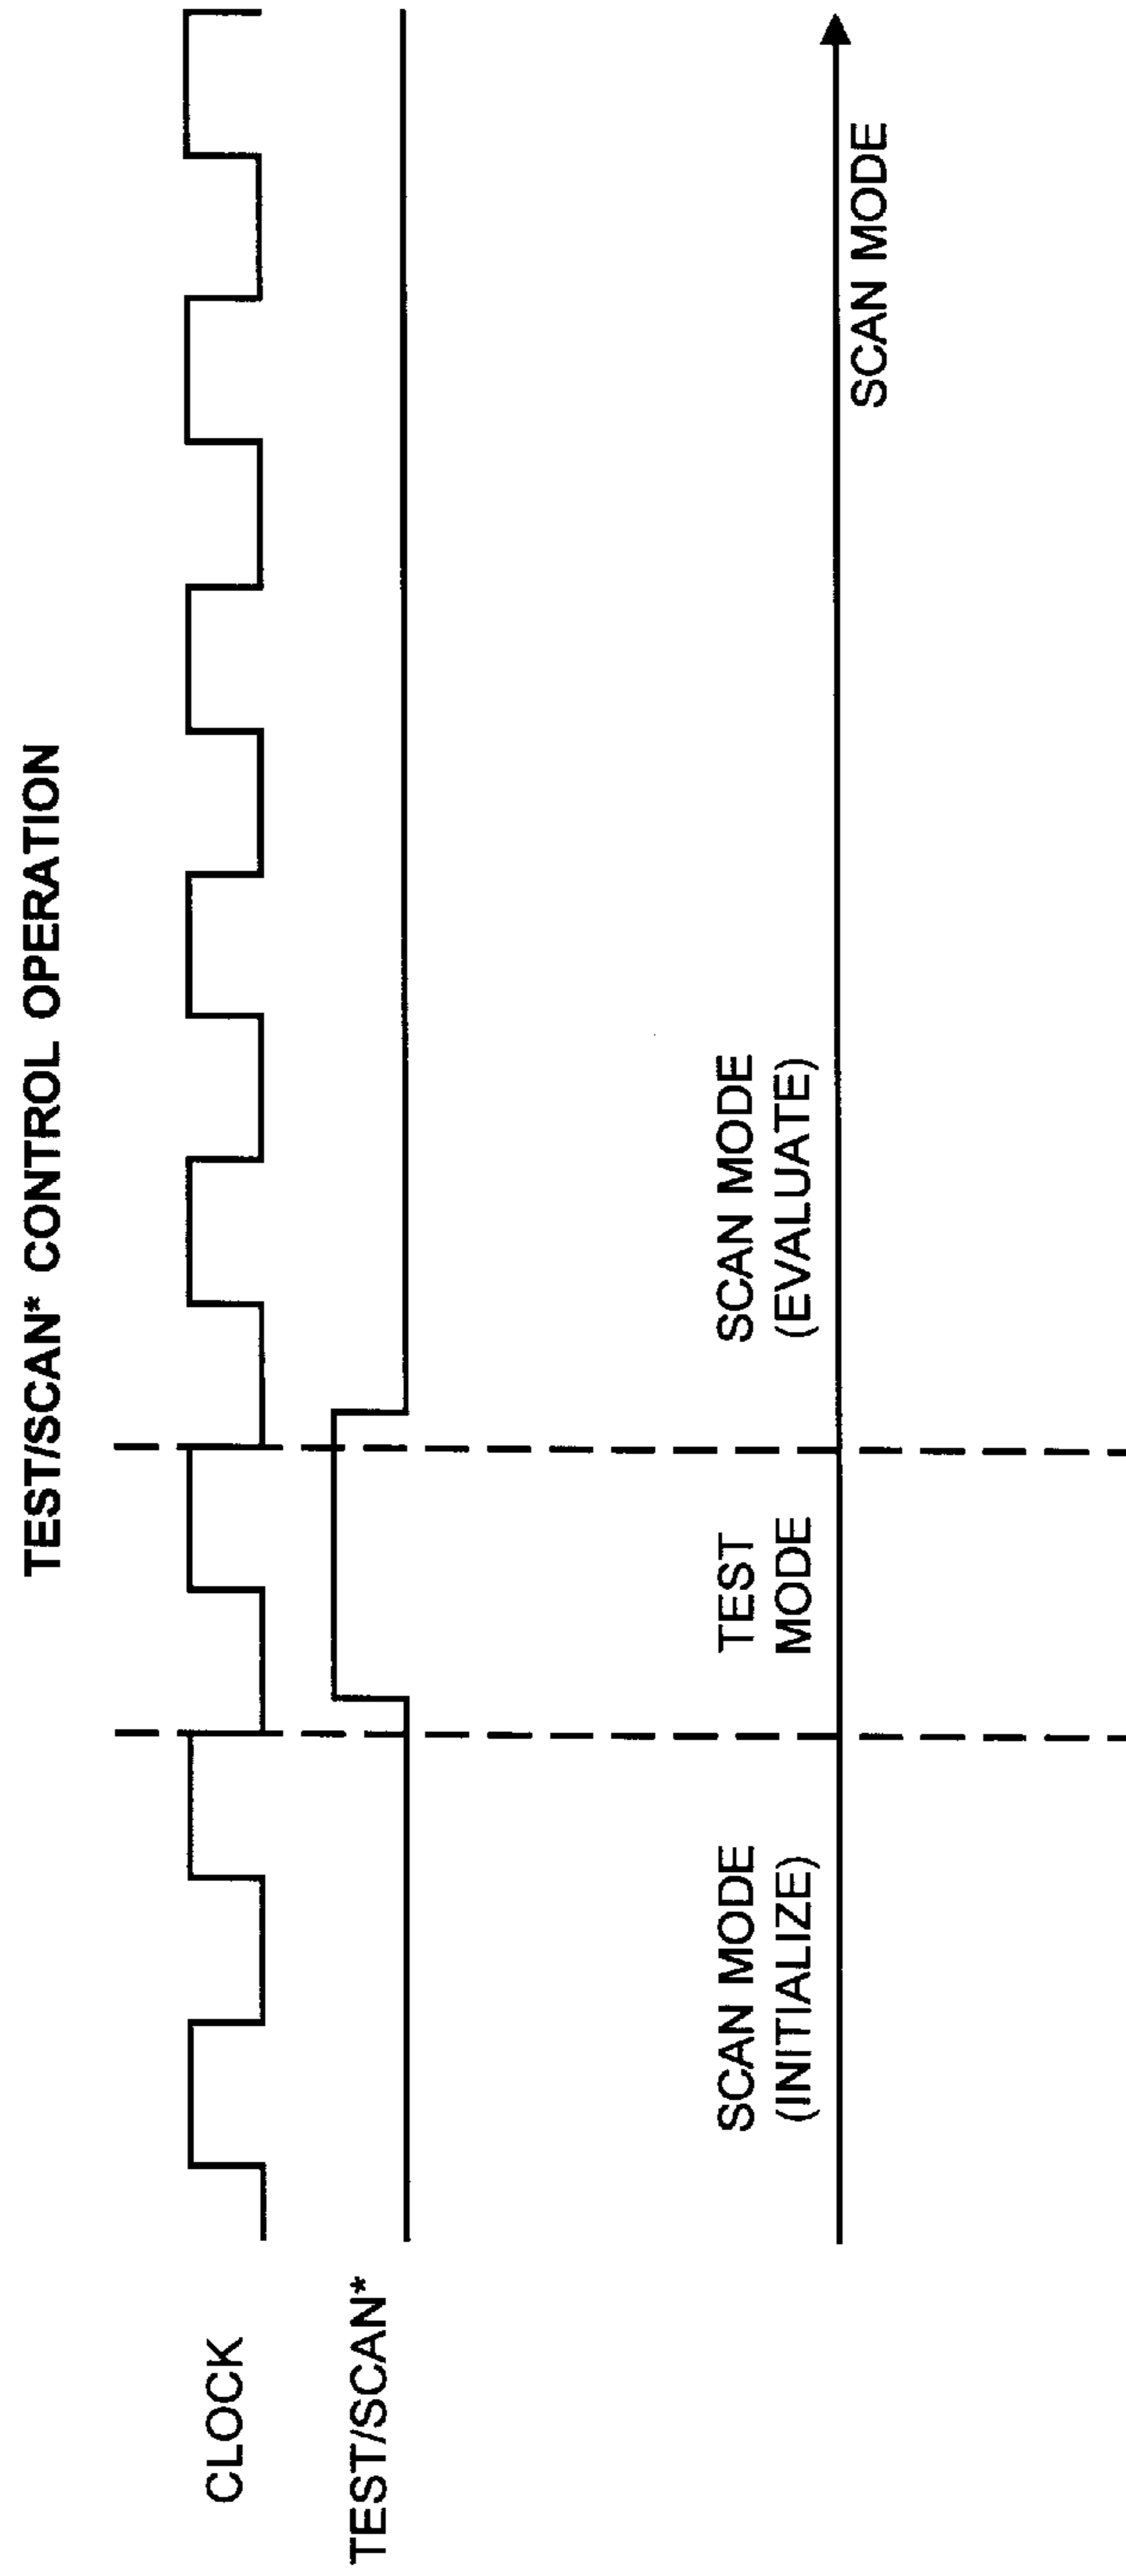 TEST/SCAN* CONTROL OPERATION
CLOCK
TEST/SCAN*
SCAN MODE
(INITIALIZE)
TEST
MODE
SCAN MODE
(EVALUATE)
SCAN MODE